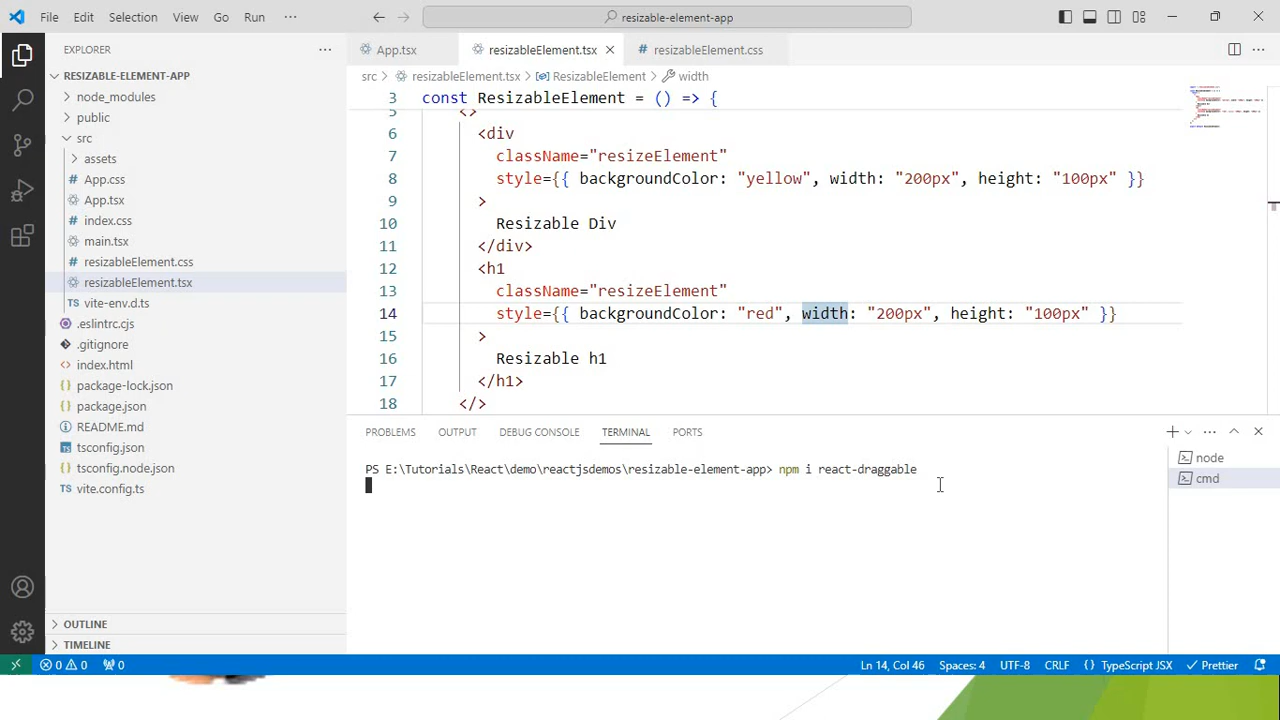 File Edit Selection View Go Run ··· resizable-element-app
EXPLORER ···
RESIZABLE-ELEMENT-APP
node_modules
public
src
assets
App.css
App.tsx
index.css
main.tsx
resizableElement.css
resizableElement.tsx
TS vite-env.d.ts
.eslintrc.cjs
.gitignore
index.html
package-lock.json
package.json
README.md
tsconfig.json
tsconfig.node.json
TS vite.config.ts
OUTLINE
TIMELINE
App.tsx resizableElement.tsx resizableElement.css
src > resizableElement.tsx > ResizableElement > width
3 const ResizableElement = () => {
5 <>
6 <div
7 className="resizeElement"
8 style={{ backgroundColor: "yellow", width: "200px", height: "100px" }}
9 >
10 Resizable Div
11 </div>
12 <h1
13 className="resizeElement"
14 style={{ backgroundColor: "red", width: "200px", height: "100px" }}
15 >
16 Resizable h1
17 </h1>
18 </>
PROBLEMS OUTPUT DEBUG CONSOLE TERMINAL PORTS
PS E:\Tutorials\React\demo\reactjsdemos\resizable-element-app> npm i react-draggable
node
cmd
0 0 0 Ln 14, Col 46 Spaces: 4 UTF-8 CRLF {} TypeScript JSX Prettier